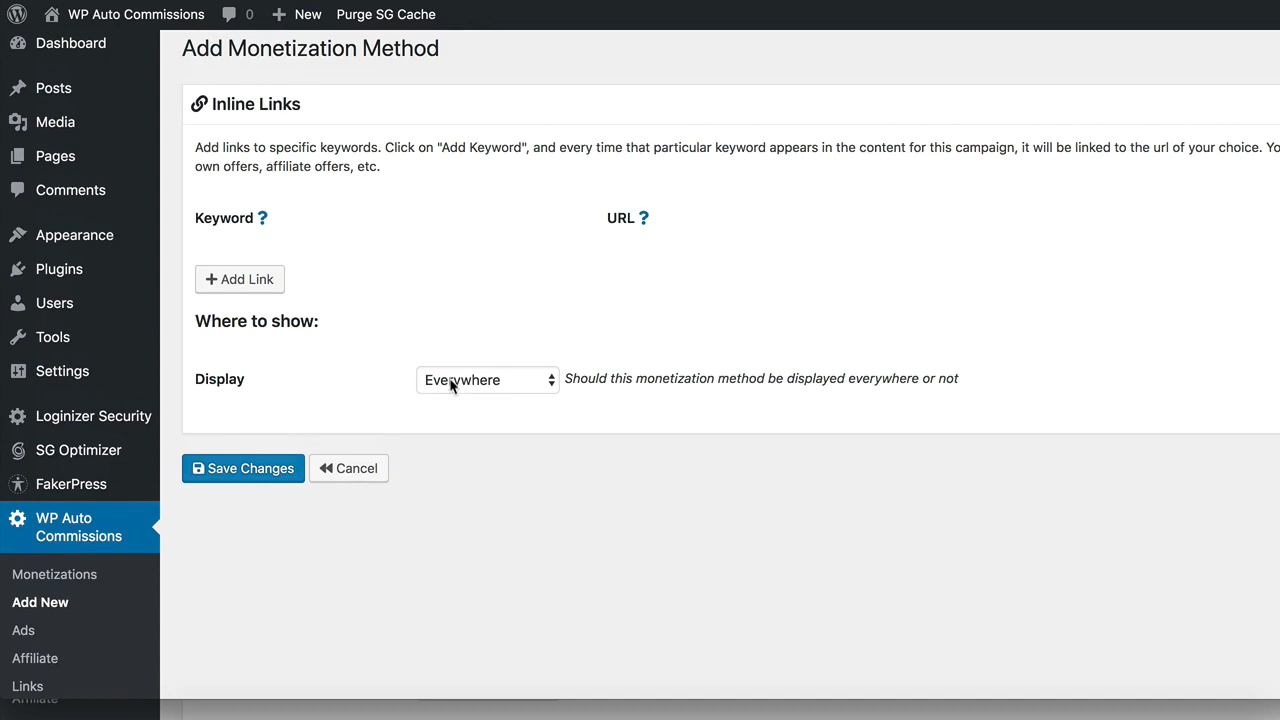 WP Auto Commissions 0 New Purge SG Cache
Dashboard
Posts
Media
Pages
Comments
Appearance
Plugins
Users
Tools
Settings
Loginizer Security
SG Optimizer
FakerPress
WP Auto
Commissions
Monetizations
Add New
Ads
Affiliate
Links
Affiliate
Add Monetization Method
Inline Links
Add links to specific keywords. Click on "Add Keyword", and every time that particular keyword appears in the content for this campaign, it will be linked to the url of your choice. Yo
own offers, affiliate offers, etc.
Keyword ? URL ?
+ Add Link
Where to show:
Display Everywhere Should this monetization method be displayed everywhere or not
Save Changes Cancel